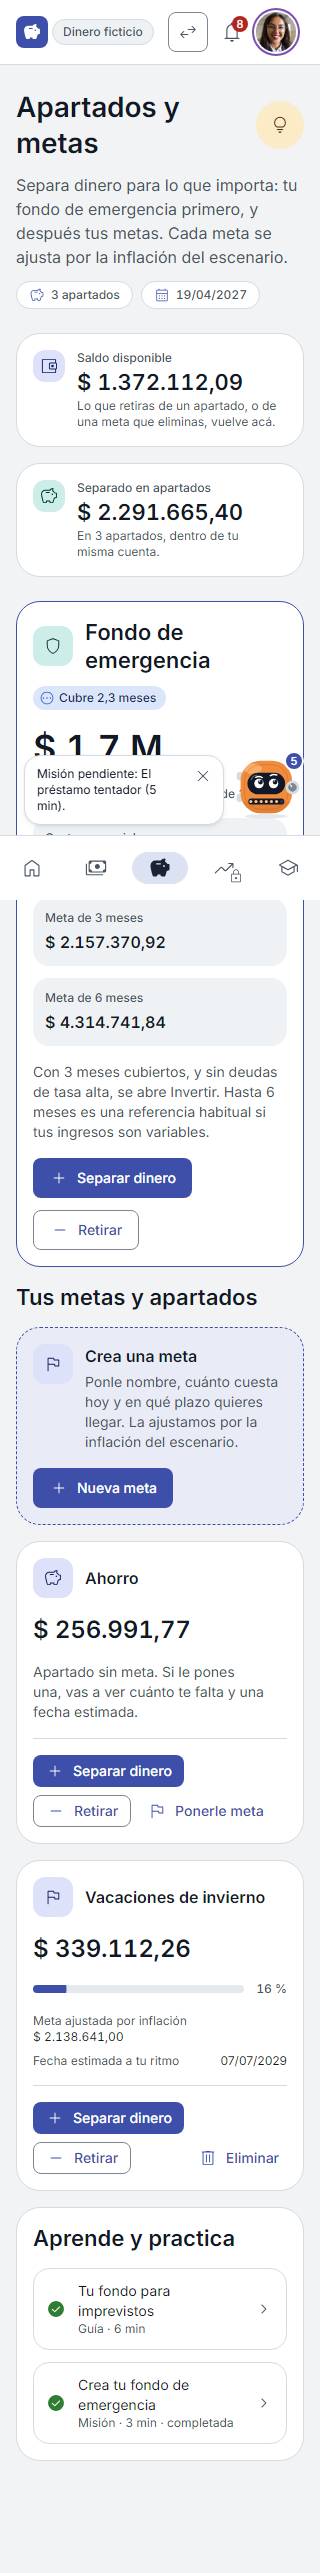 Dinero ficticio
8
Apartados y
metas
Separa dinero para lo que importa: tu
fondo de emergencia primero, y
después tus metas. Cada meta se
ajusta por la inflación del escenario.
3 apartados
19/04/2027
Saldo disponible
$ 1.372.112,09
Lo que retiras de un apartado, o de
una meta que eliminas, vuelve acá.
Separado en apartados
$ 2.291.665,40
En 3 apartados, dentro de tu
misma cuenta.
Fondo de
emergencia
Cubre 2,3 meses
$ 1,7 M
Misión pendiente: El
préstamo tentador (5
min).
de
5
Meta de 3 meses
$ 2.157.370,92
Meta de 6 meses
$ 4.314.741,84
Con 3 meses cubiertos, y sin deudas
de tasa alta, se abre Invertir. Hasta 6
meses es una referencia habitual si
tus ingresos son variables.
Separar dinero
Retirar
Tus metas y apartados
Crea una meta
Ponle nombre, cuánto cuesta
hoy y en qué plazo quieres
llegar. La ajustamos por la
inflación del escenario.
Nueva meta
Ahorro
$ 256.991,77
Apartado sin meta. Si le pones
una, vas a ver cuánto te falta y una
fecha estimada.
Separar dinero
Retirar
Ponerle meta
Vacaciones de invierno
$ 339.112,26
16 %
Meta ajustada por inflación
$ 2.138.641,00
Fecha estimada a tu ritmo
07/07/2029
Separar dinero
Retirar
Eliminar
Aprende y practica
Tu fondo para
imprevistos
Guía · 6 min
Crea tu fondo de
emergencia
Misión · 3 min · completada